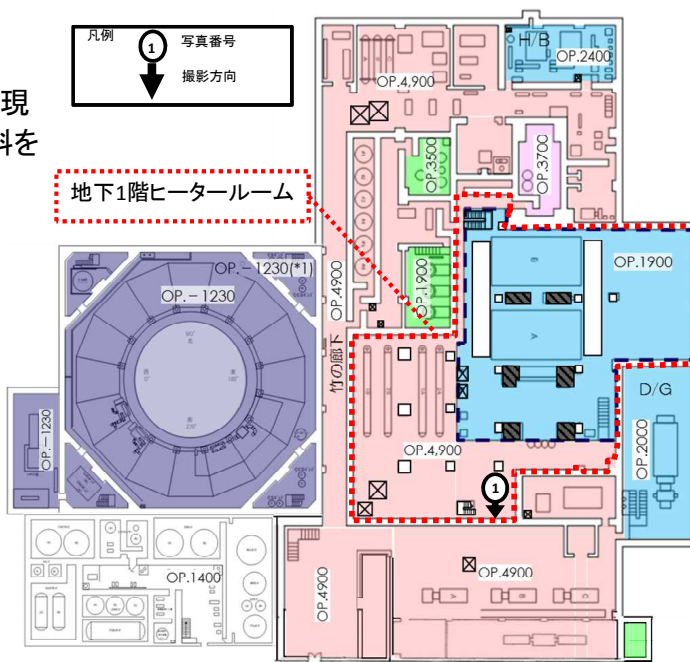 凡例
1
写真番号
撮影方向
現
料を
地下1階ヒータールーム
H/B
OP.2400
OP.4,900
OP.3500
OP.3700
OP.－1230(*1)
OP.－1230
OP.4900
OP.1900
OP.1900
竹の廊下
B
A
D/G
OP.2000
OP.－1230
OP.4,900
1
OP.1400
OP.4900
OP.4900
A
B
C